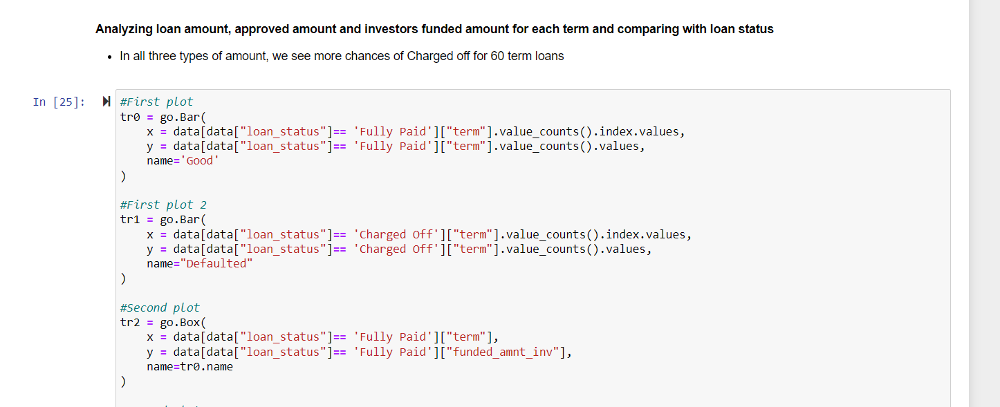 Analyzing loan amount, approved amount and investors funded amount for each term and comparing with loan status
• In all three types of amount, we see more chances of Charged off for 60 term loans
In [25]:
#First plot
tr0 = go.Bar(
    x = data[data["loan_status"]== 'Fully Paid']["term"].value_counts().index.values,
    y = data[data["loan_status"]== 'Fully Paid']["term"].value_counts().values,
    name='Good'
)
#First plot 2
tr1 = go.Bar(
    x = data[data["loan_status"]== 'Charged Off']["term"].value_counts().index.values,
    y = data[data["loan_status"]== 'Charged Off']["term"].value_counts().values,
    name="Defaulted"
)
#Second plot
tr2 = go.Box(
    x = data[data["loan_status"]== 'Fully Paid']["term"],
    y = data[data["loan_status"]== 'Fully Paid']["funded_amnt_inv"],
    name=tr0.name
)